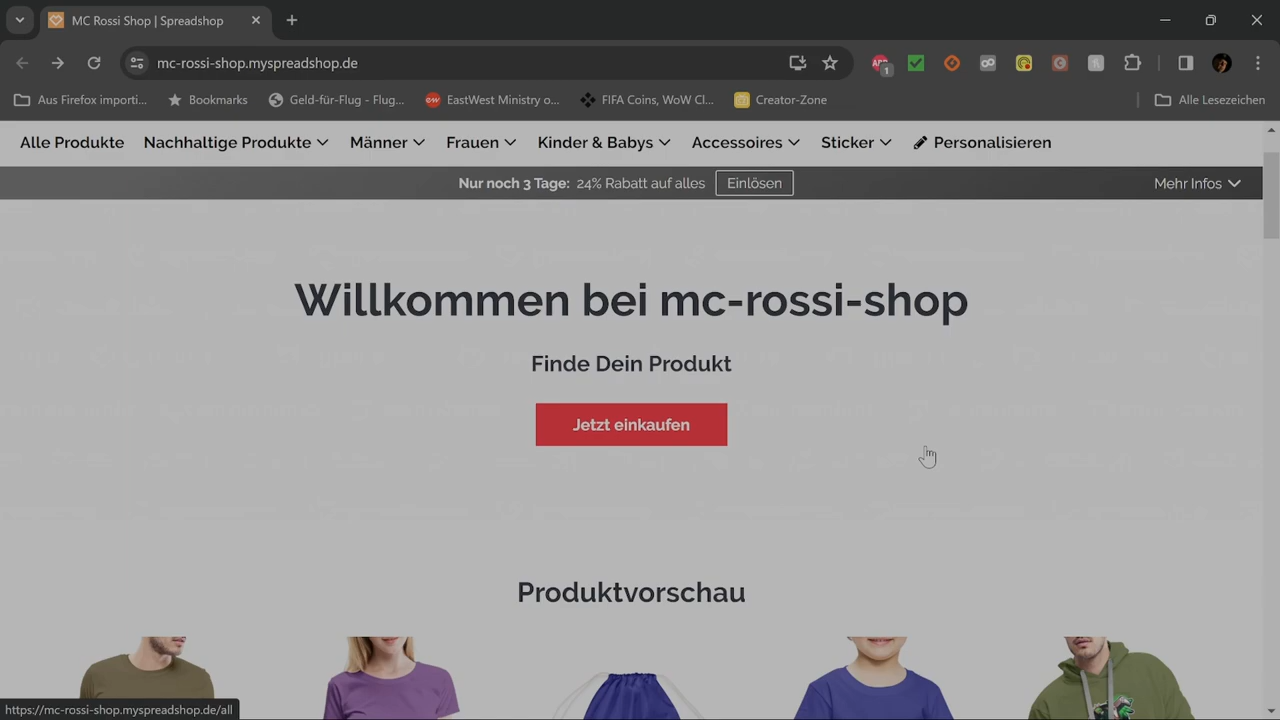 MC Rossi Shop | Spreadshop
mc-rossi-shop.myspreadshop.de
1
Aus Firefox importi...
Bookmarks
Geld-für-Flug - Flug...
EastWest Ministry o...
FIFA Coins, WoW Cl...
Creator-Zone
Alle Lesezeichen
Alle Produkte
Nachhaltige Produkte
Männer
Frauen
Kinder & Babys
Accessoires
Sticker
Personalisieren
Nur noch 3 Tage: 24% Rabatt auf alles
Einlösen
Mehr Infos
Willkommen bei mc-rossi-shop
Finde Dein Produkt
Jetzt einkaufen
Produktvorschau
https://mc-rossi-shop.myspreadshop.de/all